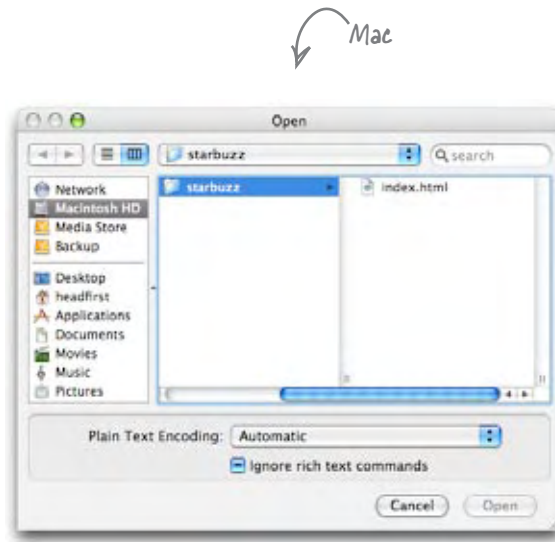 Mac
Open
starbuzz
search
Network
Macintosh HD
Media Store
Backup
Desktop
headfirst
Applications
Documents
Movies
Music
Pictures
starbuzz
index.html
Plain Text Encoding: Automatic
Ignore rich text commands
Cancel Open